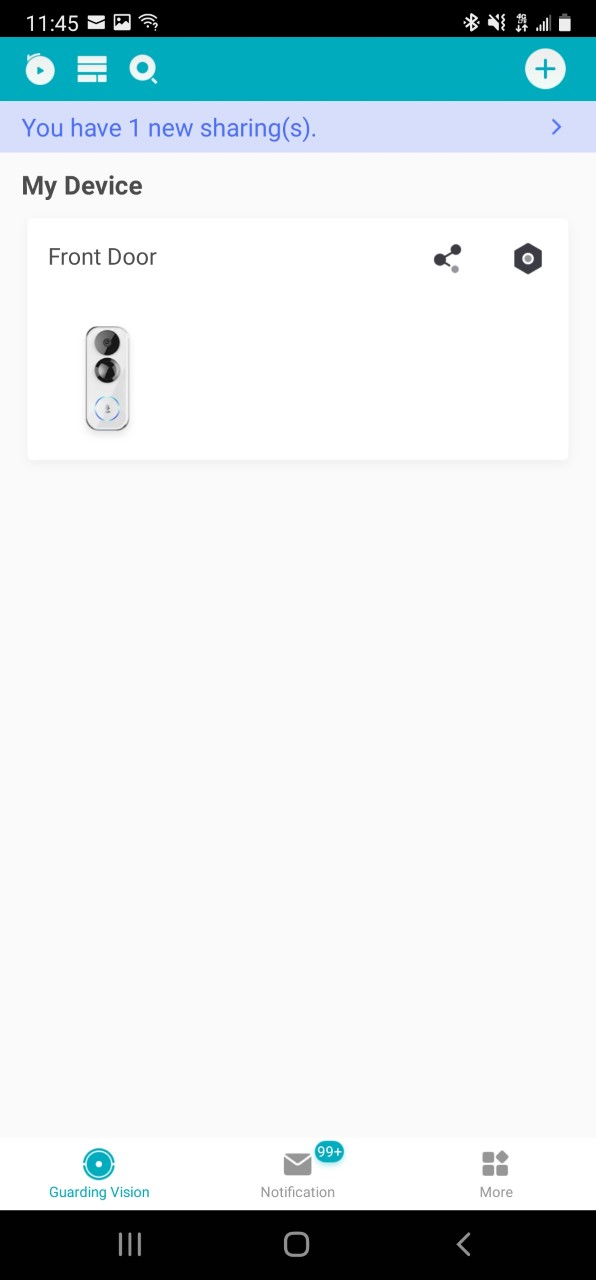 11:45
You have 1 new sharing(s).
My Device
Front Door
99+
Guarding Vision
Notification
More